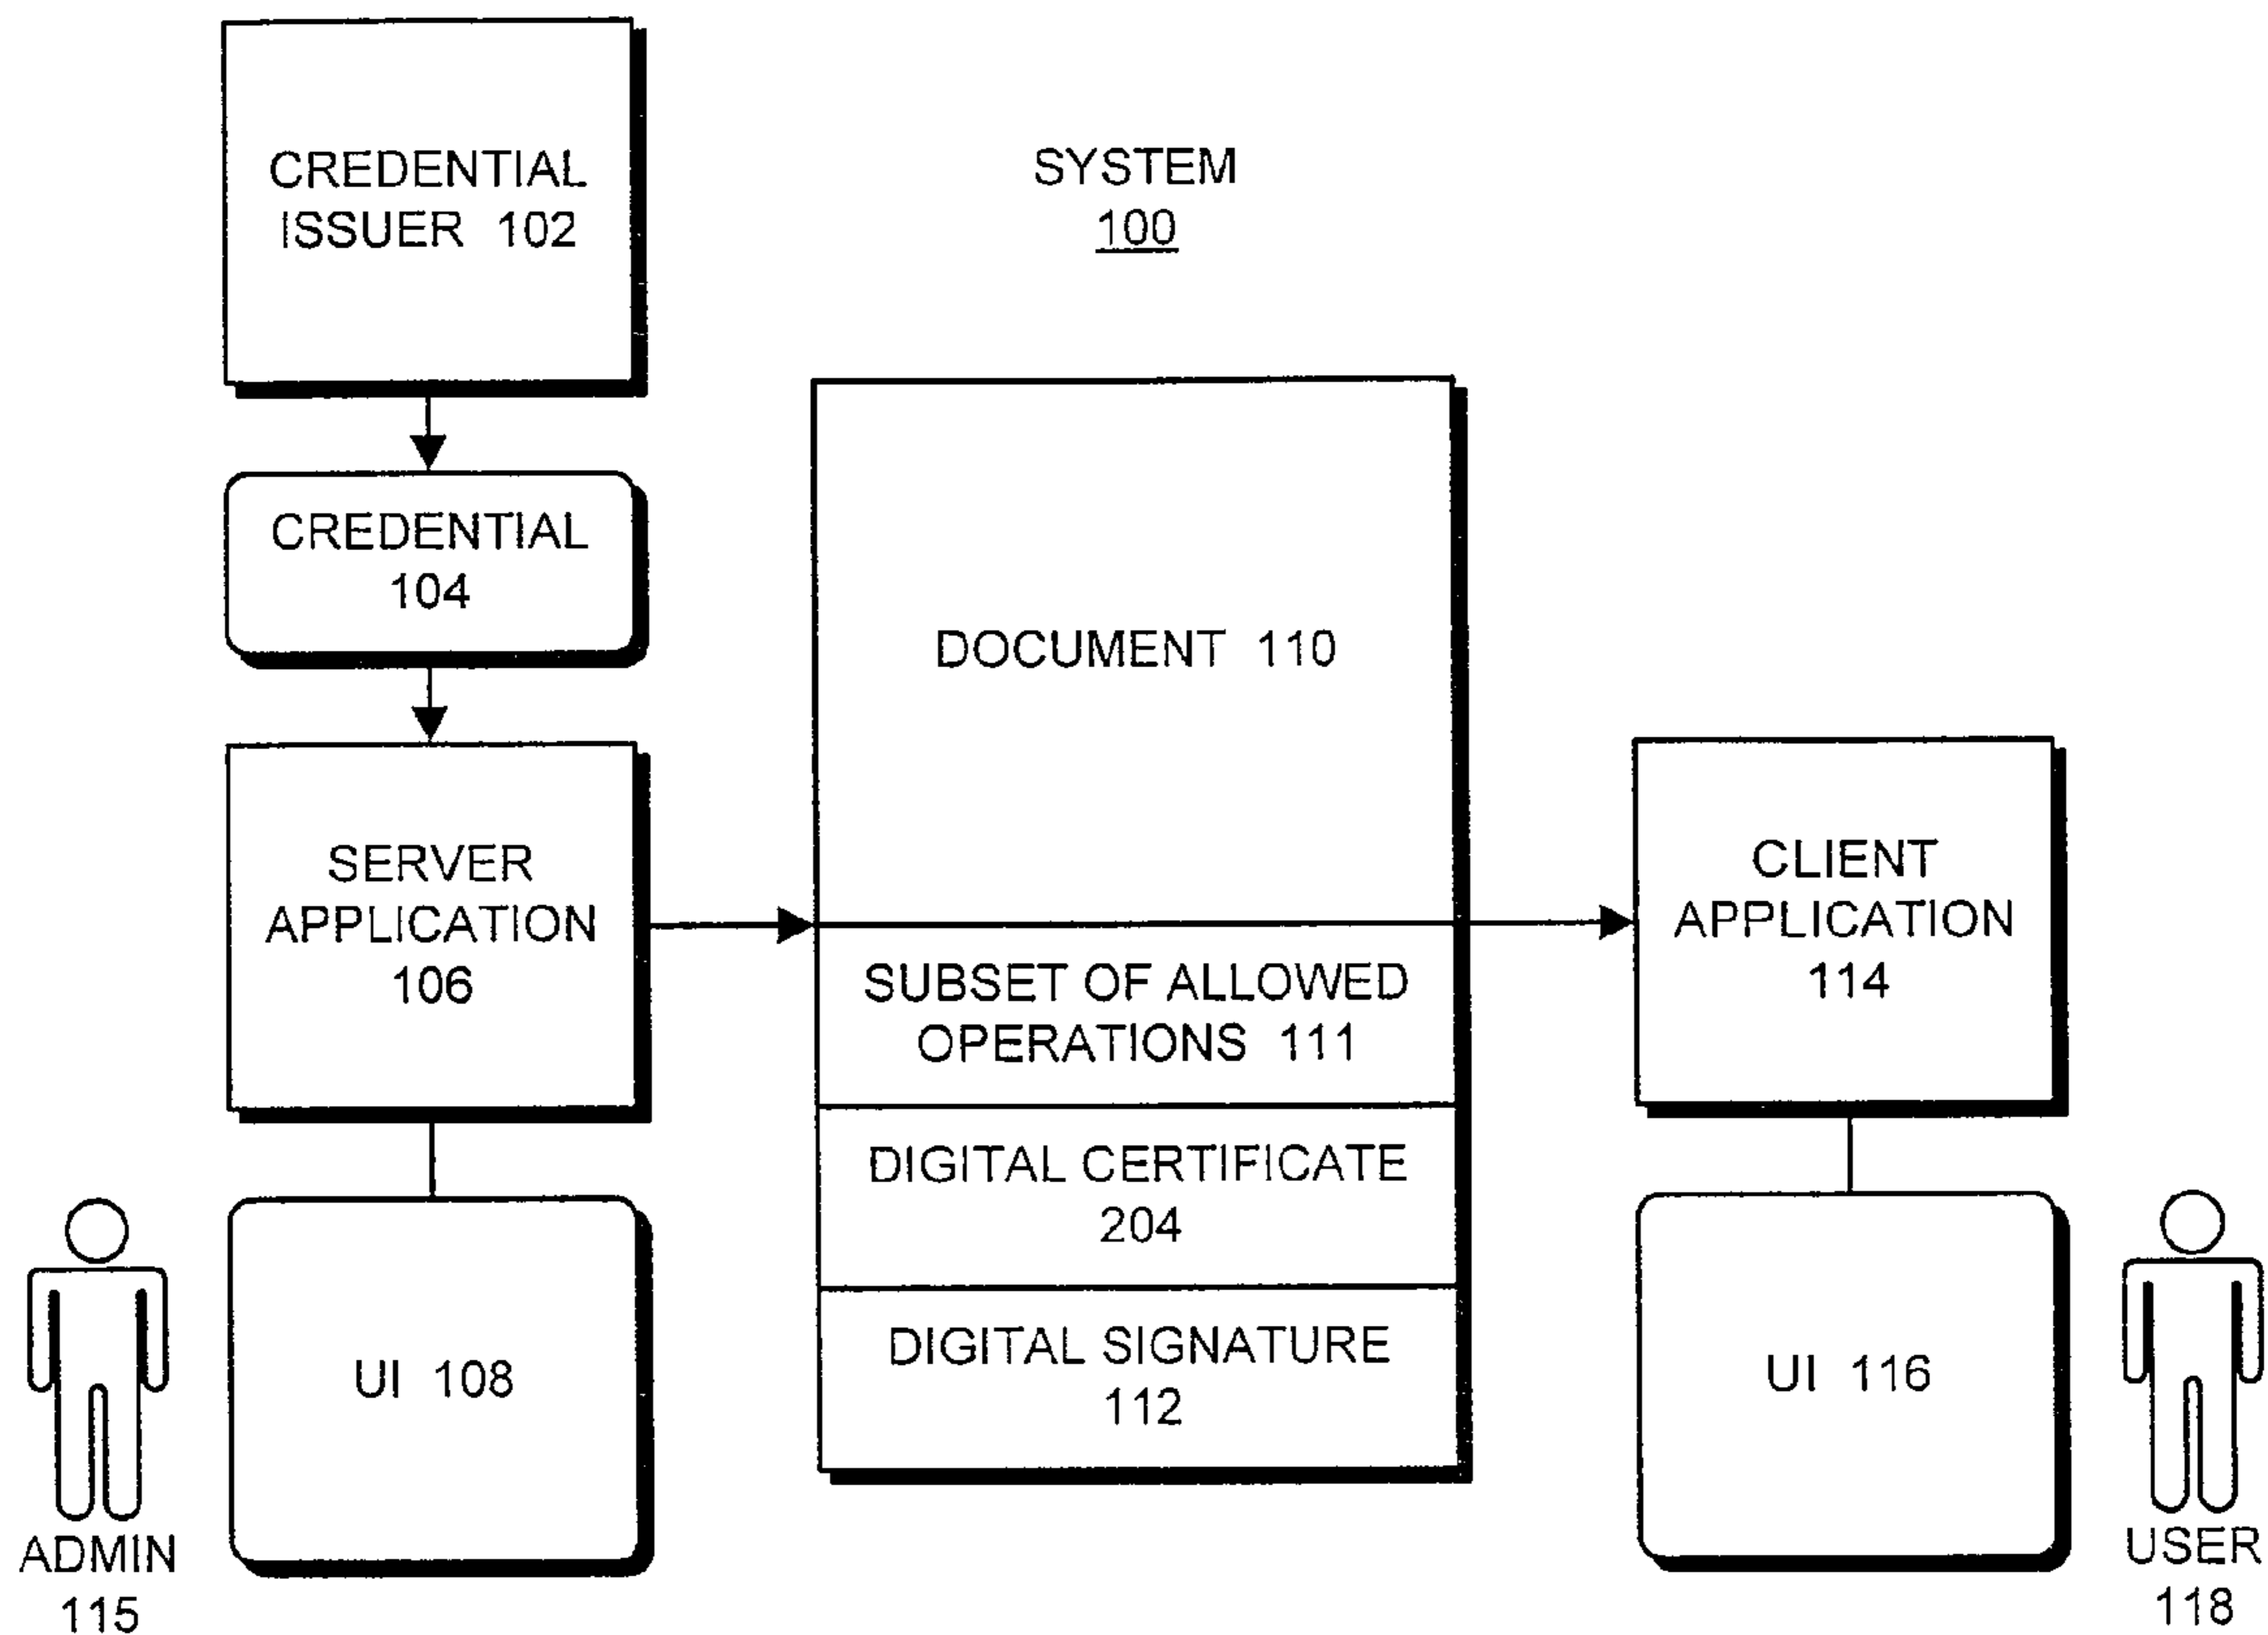 CREDENTIAL
ISSUER 102
SYSTEM
100
CREDENTIAL
104
DOCUMENT 110
SERVER
APPLICATION
106
SUBSET OF ALLOWED
OPERATIONS 111
DIGITAL CERTIFICATE
204
DIGITAL SIGNATURE
112
CLIENT
APPLICATION
114
UI 108
UI 116
ADMIN
115
USER
118